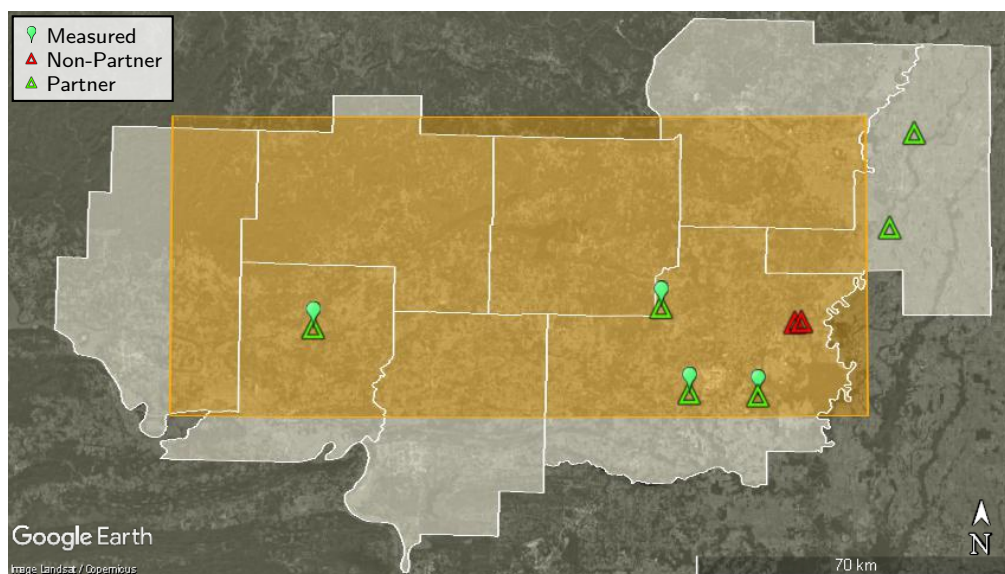 Measured
Non-Partner
Partner
Google Earth
Image Landsat / Copernicus
70 km
N